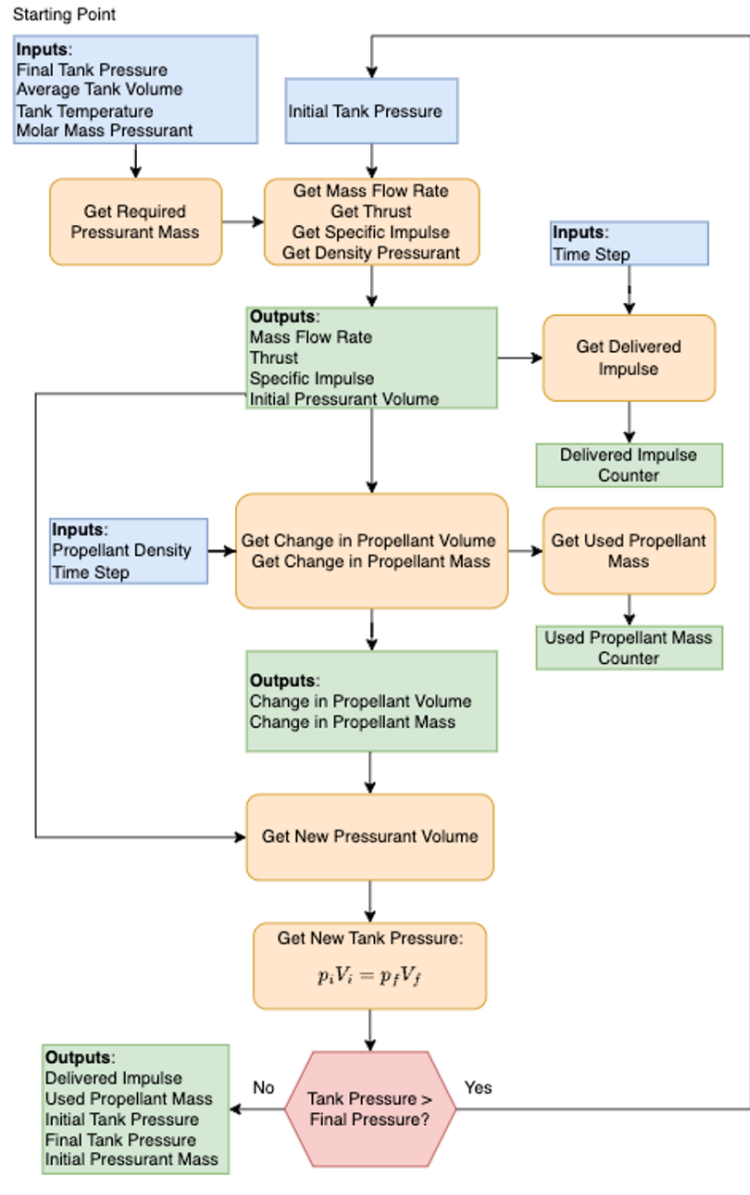 Starting Point
Inputs:
Final Tank Pressure
Average Tank Volume
Tank Temperature
Molar Mass Pressurant
Initial Tank Pressure
Get Required
Pressurant Mass
Get Mass Flow Rate
Get Thrust
Get Specific Impulse
Get Density Pressurant
Inputs:
Time Step
Outputs:
Mass Flow Rate
Thrust
Specific Impulse
Initial Pressurant Volume
Get Delivered
Impulse
Delivered Impulse
Counter
Inputs:
Propellant Density
Time Step
Get Change in Propellant Volume
Get Change in Propellant Mass
Get Used Propellant
Mass
Used Propellant Mass
Counter
Outputs:
Change in Propellant Volume
Change in Propellant Mass
Get New Pressurant Volume
Get New Tank Pressure:
$p_i V_i = p_f V_f$
Tank Pressure >
Final Pressure?
No
Yes
Outputs:
Delivered Impulse
Used Propellant Mass
Initial Tank Pressure
Final Tank Pressure
Initial Pressurant Mass